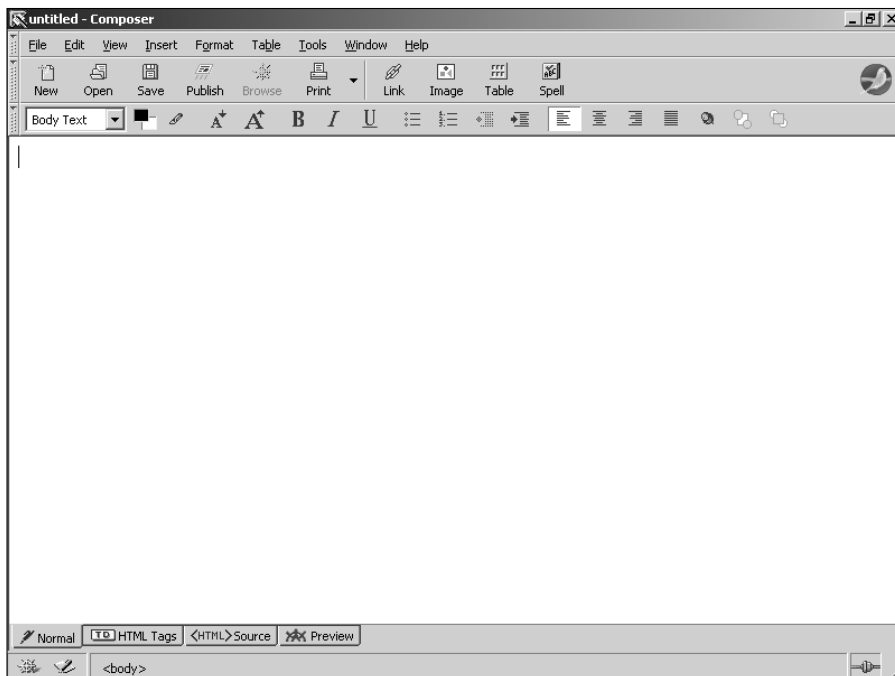 untitled - Composer
File Edit View Insert Format Table Tools Window Help
New Open Save Publish Browse Print Link Image Table Spell
Body Text A A B I U
Normal TD HTML Tags <HTML> Source Preview
<body>